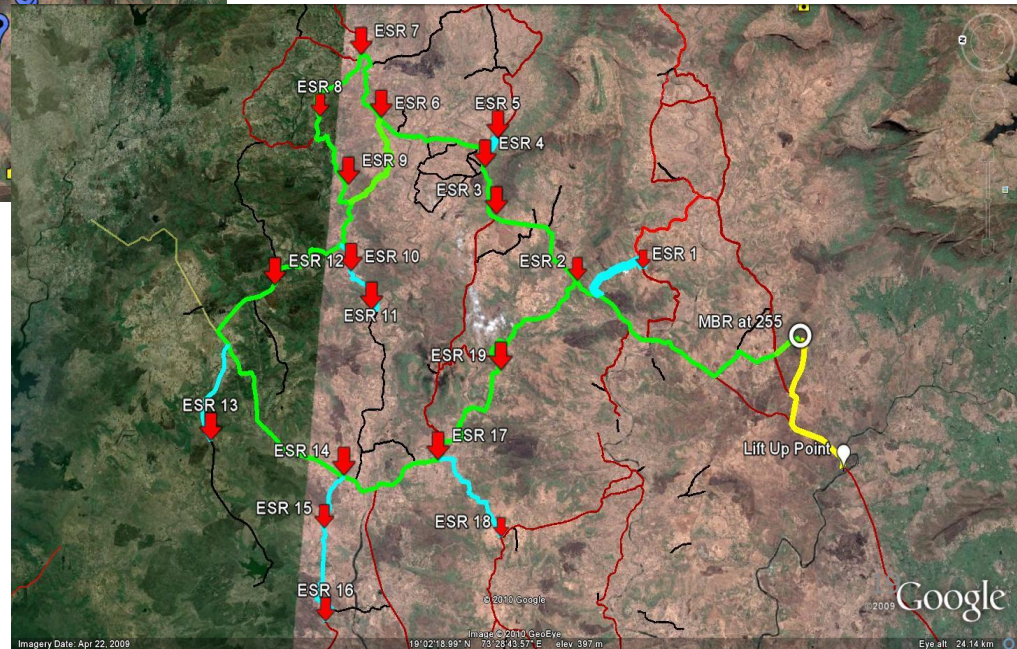 ESR 7
ESR 8
ESR 6
ESR 5
ESR 4
ESR 9
ESR 3
ESR 12
ESR 10
ESR 2
ESR 1
ESR 11
MBR at 255
ESR 19
ESR 13
ESR 17
ESR 14
Lift Up Point
ESR 15
ESR 18
ESR 16
© 2010 Google
©2009 Google
Image © 2010 GeoEye
Imagery Date: Apr 22, 2009
19°02'18.99" N 73°28'43.57" E elev 397 m
Eye alt 24.14 km
N